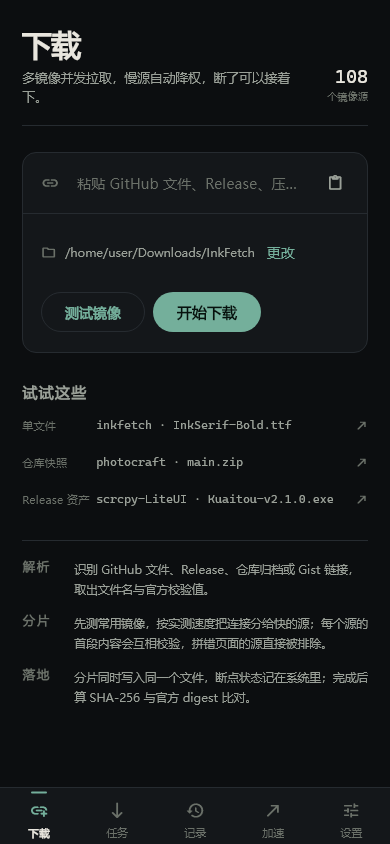 下载
多镜像并发拉取，慢源自动降权，断了可以接着
下。
108
个镜像源
粘贴 GitHub 文件、Release、压…
/home/user/Downloads/InkFetch 更改
测试镜像 开始下载
试试这些
单文件 inkfetch · InkSerif-Bold.ttf
仓库快照 photocraft · main.zip
Release 资产 scrcpy-LiteUI · Kuaitou-v2.1.0.exe
解析 识别 GitHub 文件、Release、仓库归档或 Gist 链接，
取出文件名与官方校验值。
分片 先测常用镜像，按实测速度把连接分给快的源；每个源的
首段内容会互相校验，拼错页面的源直接被排除。
落地 分片同时写入同一个文件，断点状态记在系统里；完成后
算 SHA-256 与官方 digest 比对。
下载 任务 记录 加速 设置